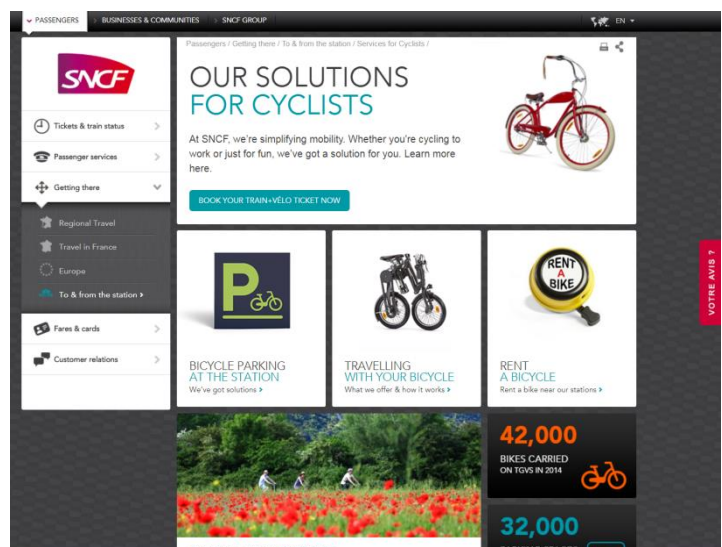 PASSENGERS
BUSINESSES & COMMUNITIES
SNCF GROUP
EN
SNCF
Tickets & train status
Passenger services
Getting there
Regional Travel
Travel in France
Europe
To & from the station
Fares & cards
Customer relations
Passengers / Getting there / To & from the station / Services for Cyclists /
OUR SOLUTIONS
FOR CYCLISTS
At SNCF, we're simplifying mobility. Whether you're cycling to
work or just for fun, we've got a solution for you. Learn more
here.
BOOK YOUR TRAIN+VÉLO TICKET NOW
P
BICYCLE PARKING
AT THE STATION
We've got solutions
TRAVELLING
WITH YOUR BICYCLE
What we offer & how it works
RENT
A
BIKE
RENT
A BICYCLE
Rent a bike near our stations
42,000
BIKES CARRIED
ON TGVS IN 2014
32,000
VOTRE AVIS ?